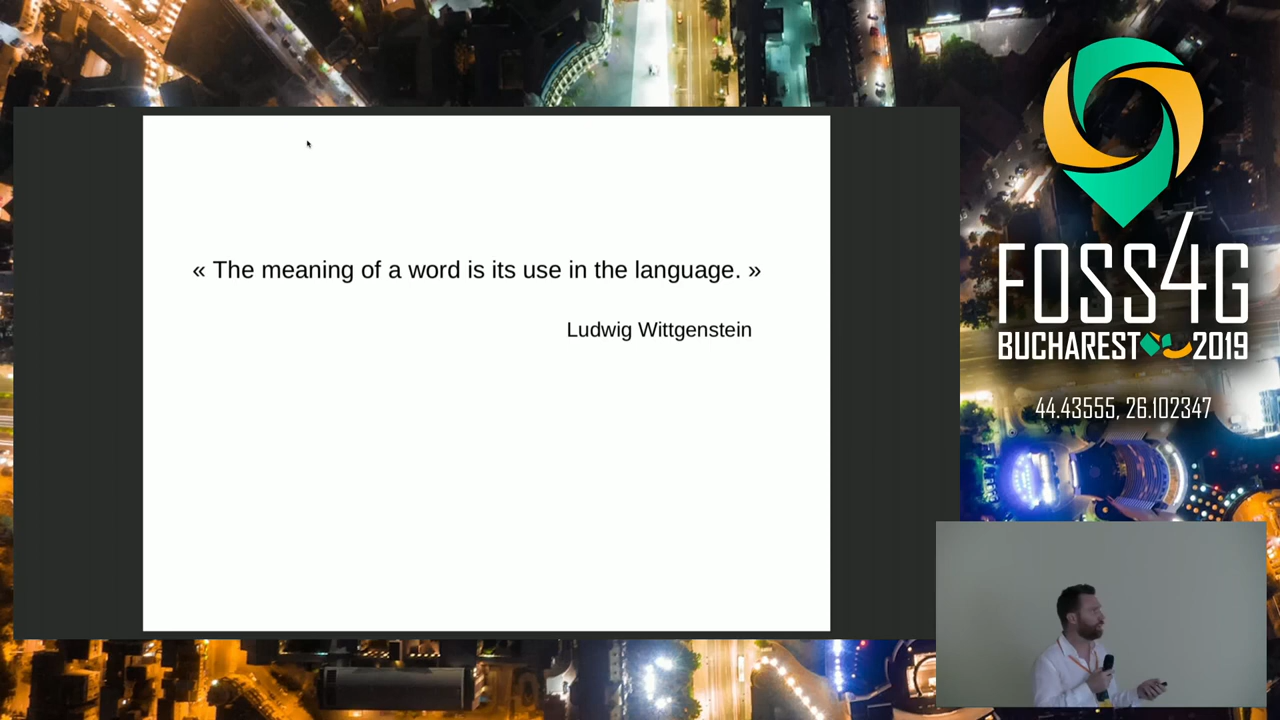 « The meaning of a word is its use in the language. »
Ludwig Wittgenstein
FOSS4G
BUCHAREST 2019
44.43555, 26.102347